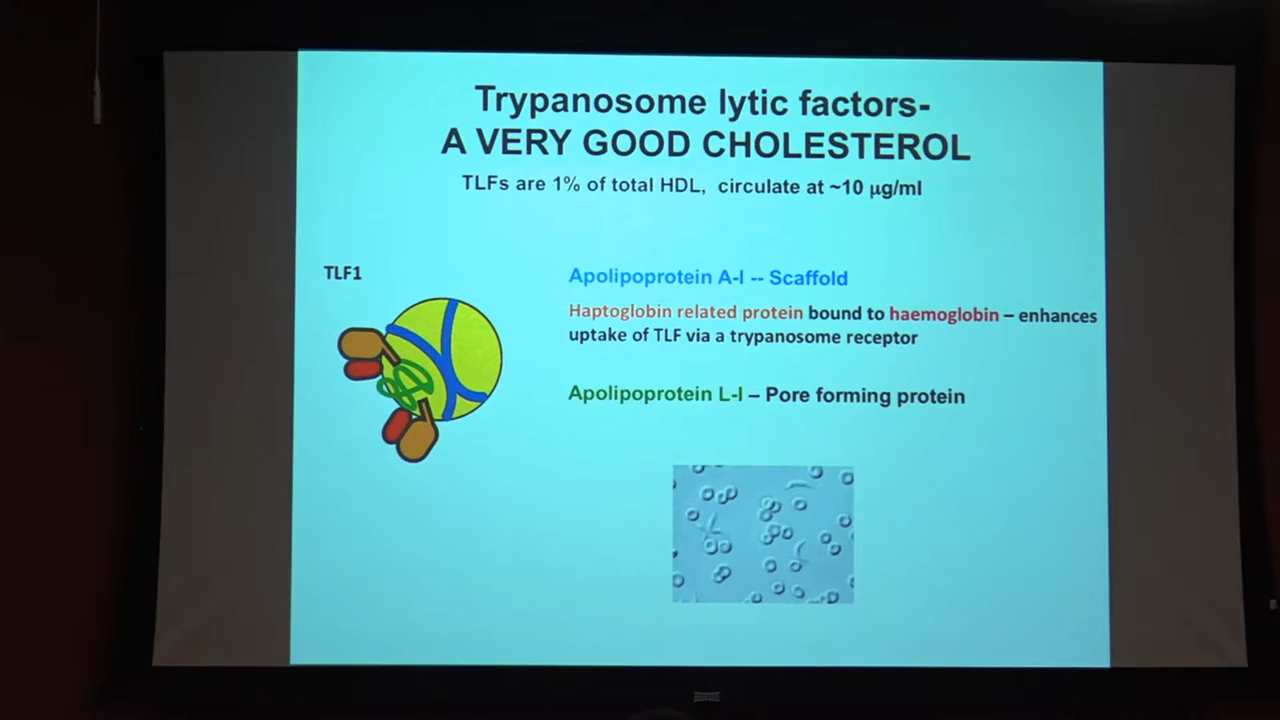 Trypanosome lytic factors-
A VERY GOOD CHOLESTEROL
TLFs are 1% of total HDL, circulate at ~10 µg/ml
TLF1
Apolipoprotein A-I -- Scaffold
Haptoglobin related protein bound to haemoglobin – enhances
uptake of TLF via a trypanosome receptor
Apolipoprotein L-I – Pore forming protein